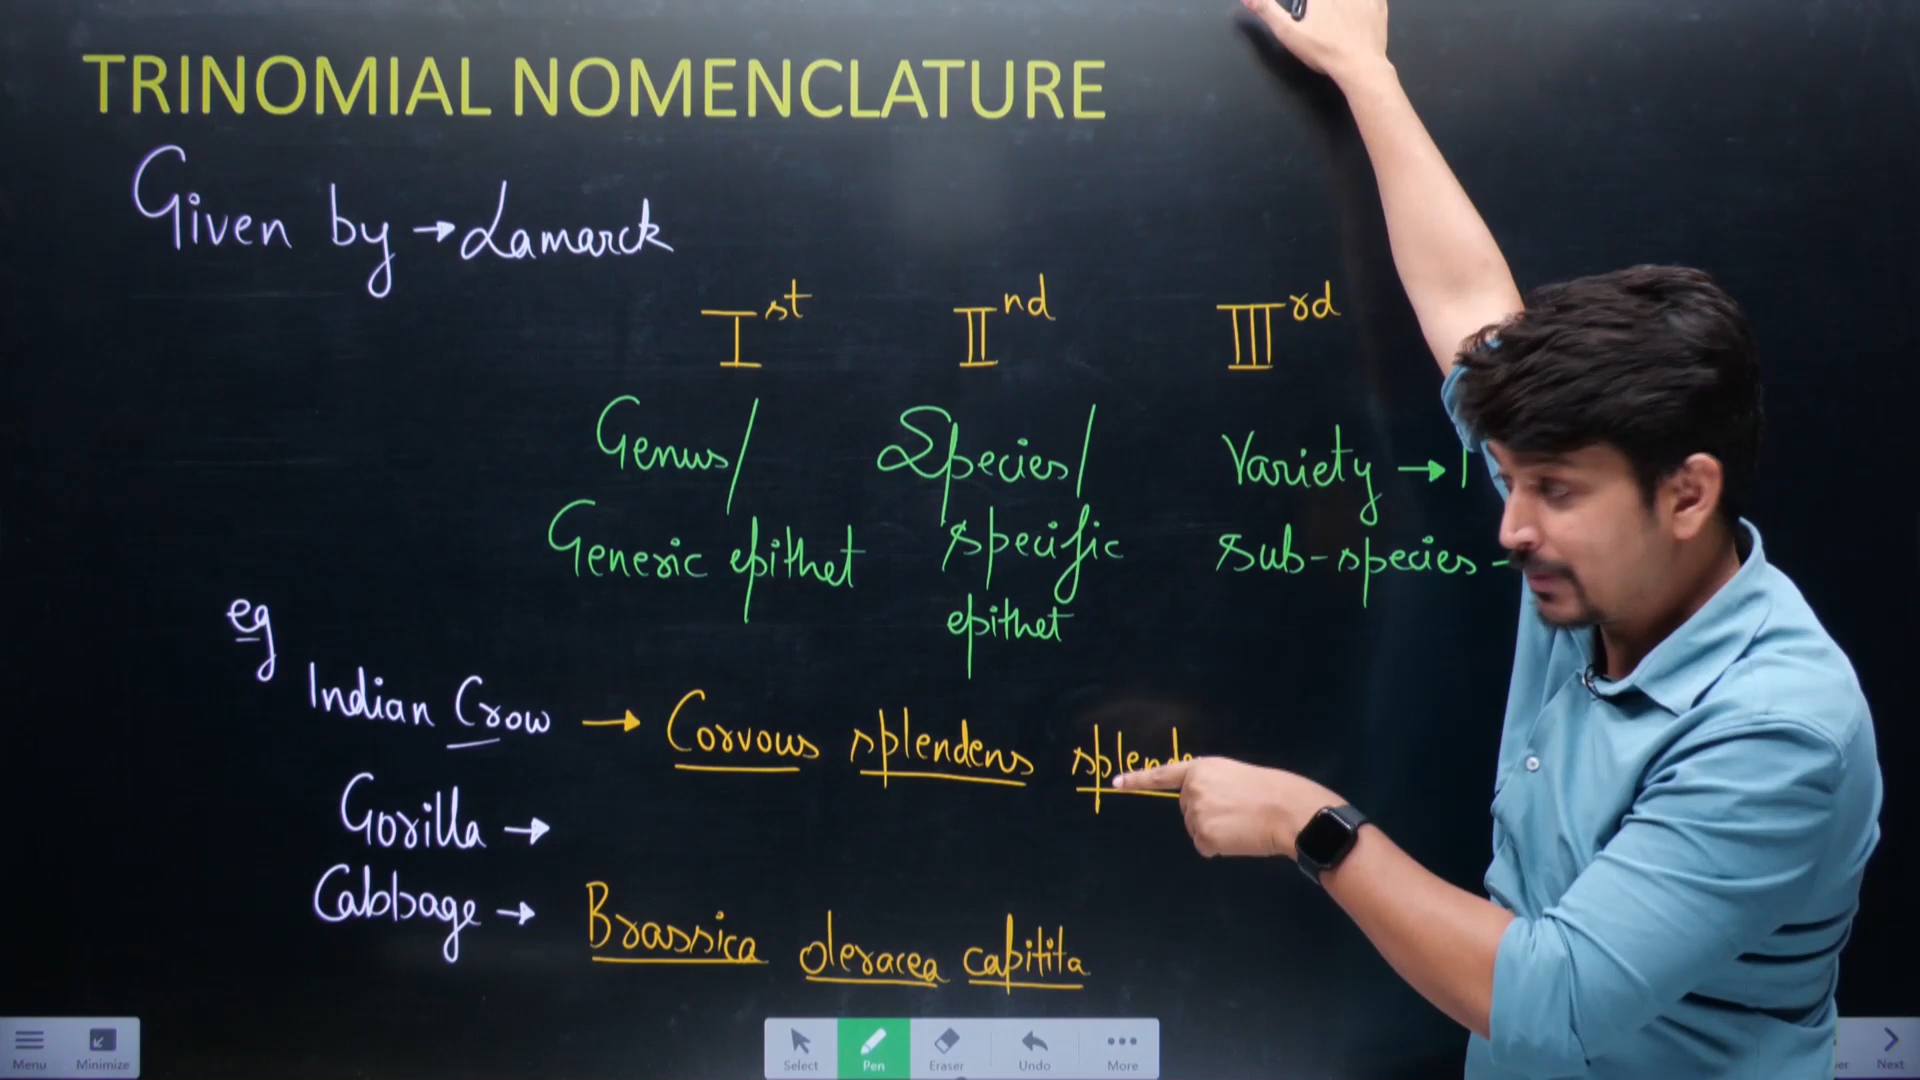 TRINOMIAL NOMENCLATURE
Given by → Lamarck
Ist IInd IIIrd
Genus/ Species/ Variety →
Generic epithet specific sub-species -
epithet
eg
Indian Crow → Corvous splendens
Gorilla →
Cabbage → Brassica oleracea capitita
Menu Minimize Select Pen Eraser Undo More Next